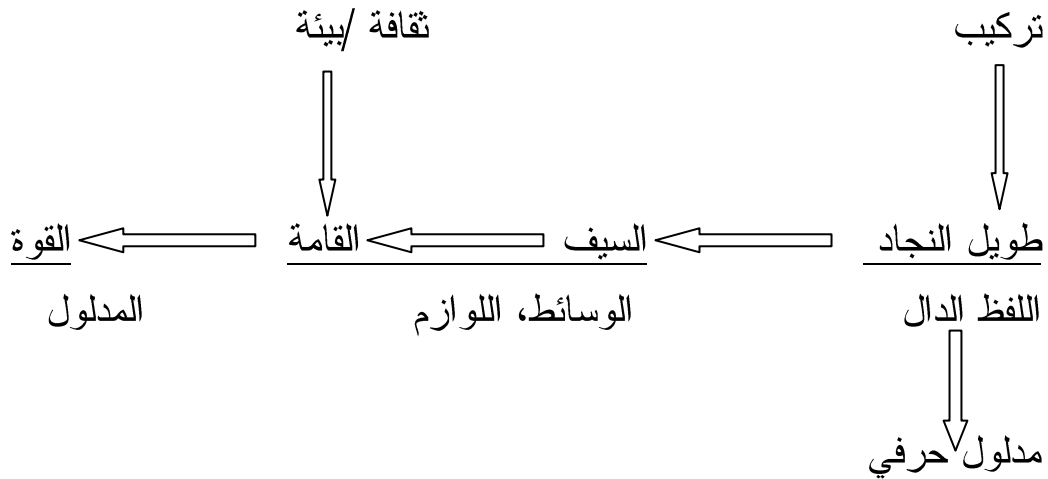 تركيب ثقافة /بيئة
طويل النجاد السيف القامة القوة
اللفظ الدال الوسائط، اللوازم المدلول
مدلول حرفي